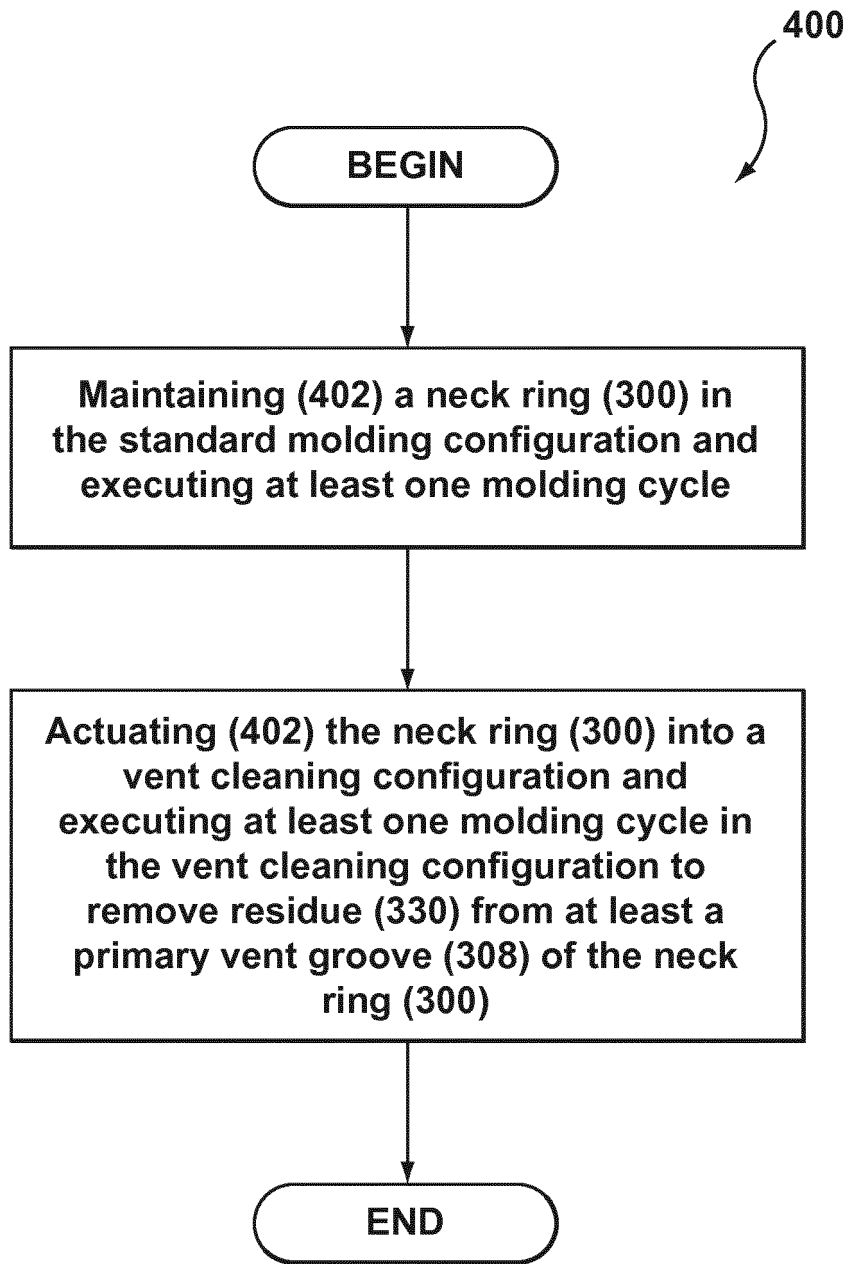 400
BEGIN
Maintaining (402) a neck ring (300) in
the standard molding configuration and
executing at least one molding cycle
Actuating (402) the neck ring (300) into a
vent cleaning configuration and
executing at least one molding cycle in
the vent cleaning configuration to
remove residue (330) from at least a
primary vent groove (308) of the neck
ring (300)
END